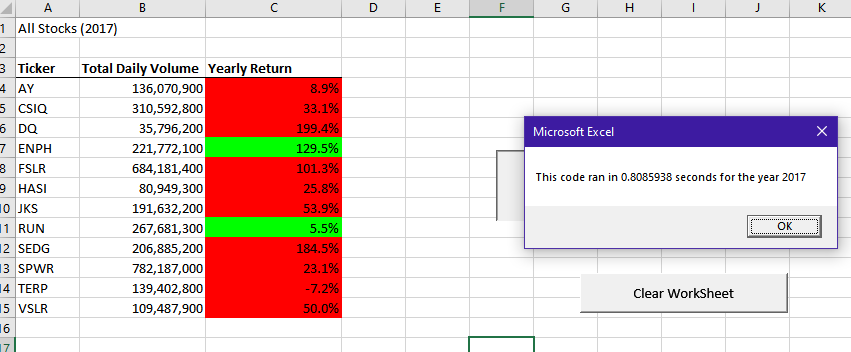 A B C D E F G H I J K
1 All Stocks (2017)
2
3 Ticker Total Daily Volume Yearly Return
4 AY 136,070,900 8.9%
5 CSIQ 310,592,800 33.1%
6 DQ 35,796,200 199.4%
7 ENPH 221,772,100 129.5%
8 FSLR 684,181,400 101.3%
9 HASI 80,949,300 25.8%
10 JKS 191,632,200 53.9%
11 RUN 267,681,300 5.5%
12 SEDG 206,885,200 184.5%
13 SPWR 782,187,000 23.1%
14 TERP 139,402,800 -7.2%
15 VSLR 109,487,900 50.0%
16
17
Microsoft Excel
This code ran in 0.8085938 seconds for the year 2017
OK
Clear WorkSheet